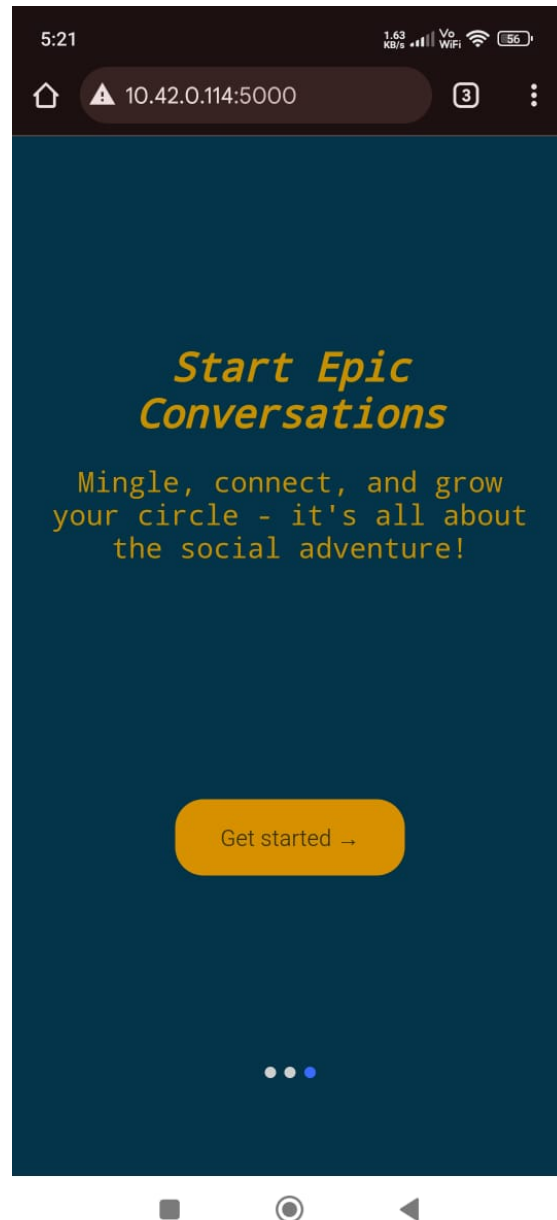 5:21
1.63
KB/s
Vo
WiFi
56
10.42.0.114:5000
3
Start Epic
Conversations
Mingle, connect, and grow
your circle - it's all about
the social adventure!
Get started →